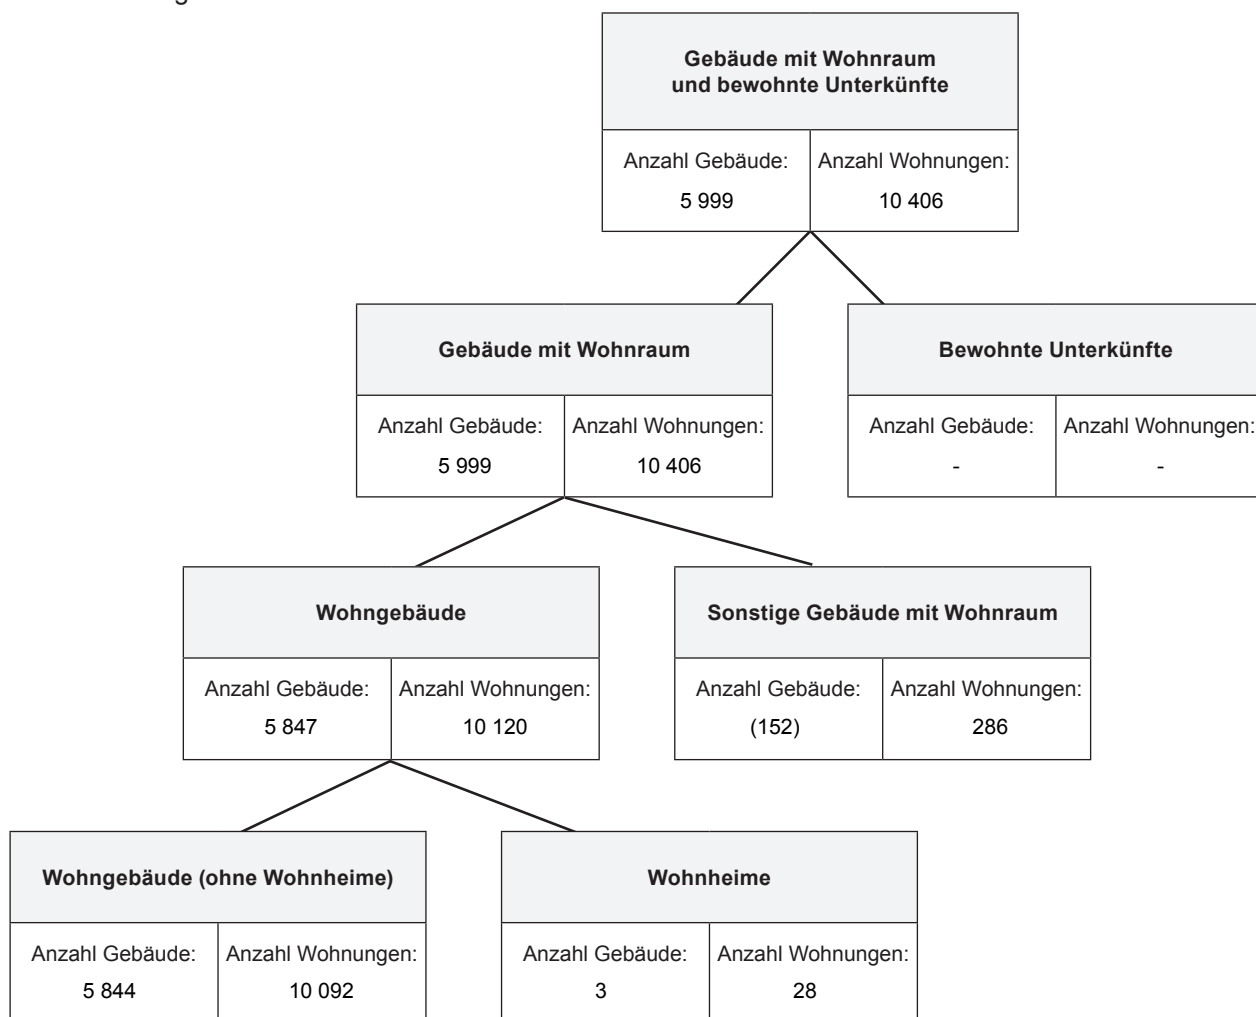 Gebäude mit Wohnraum
und bewohnte Unterkünfte
Anzahl Gebäude: Anzahl Wohnungen:
5 999 10 406
Gebäude mit Wohnraum Bewohnte Unterkünfte
Anzahl Gebäude: Anzahl Wohnungen: Anzahl Gebäude: Anzahl Wohnungen:
5 999 10 406 - -
Wohngebäude Sonstige Gebäude mit Wohnraum
Anzahl Gebäude: Anzahl Wohnungen: Anzahl Gebäude: Anzahl Wohnungen:
5 847 10 120 (152) 286
Wohngebäude (ohne Wohnheime) Wohnheime
Anzahl Gebäude: Anzahl Wohnungen: Anzahl Gebäude: Anzahl Wohnungen:
5 844 10 092 3 28